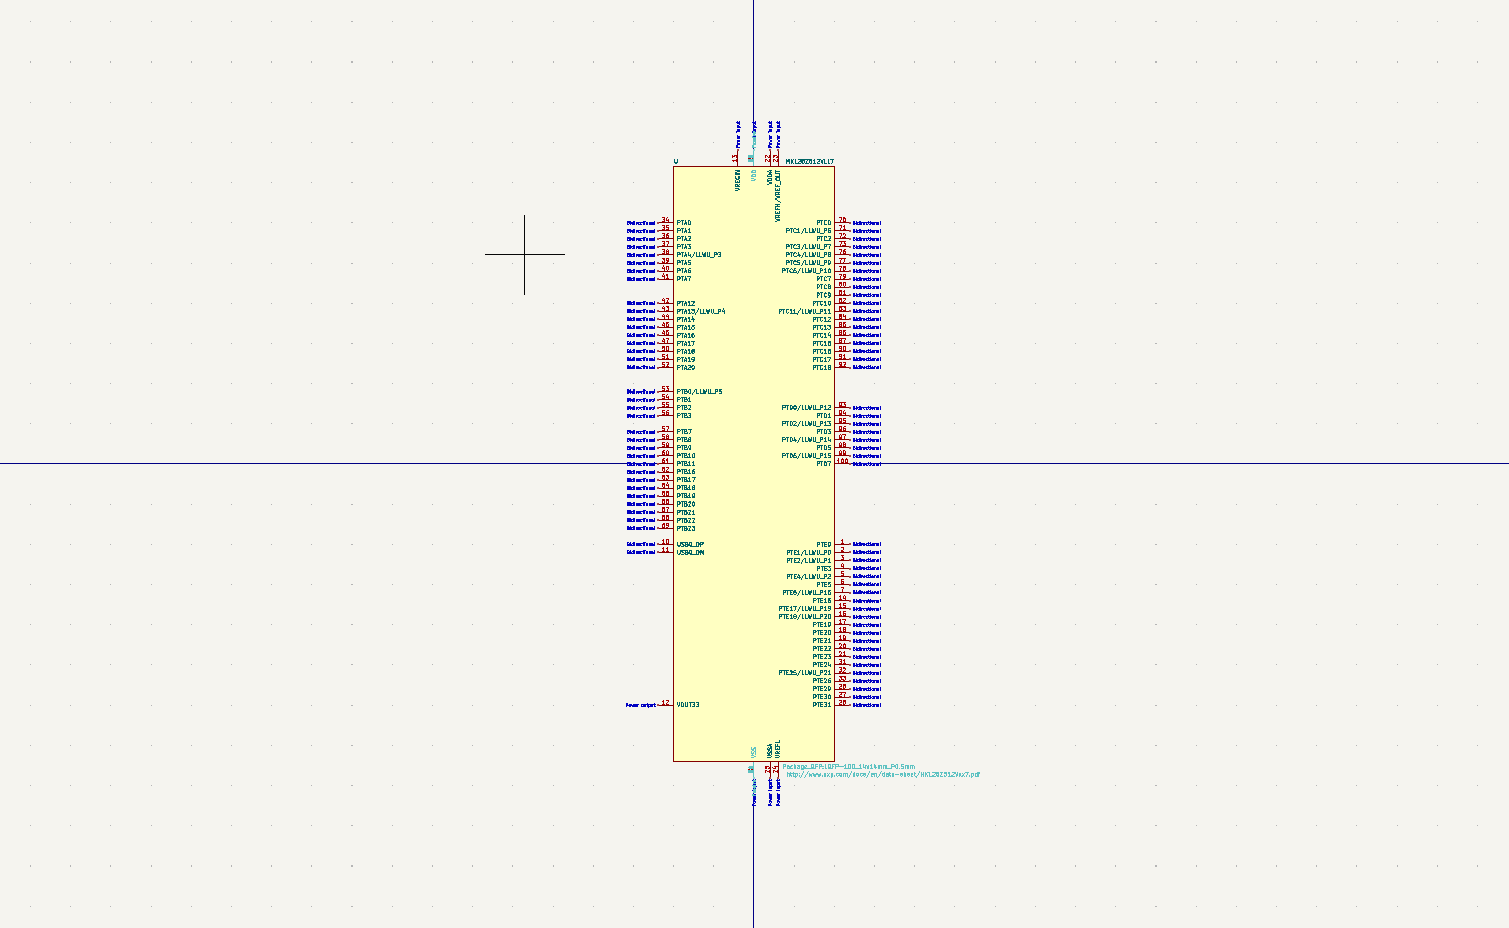 Power Input Power Input Power Input Power Input
13 22 23
U MKL28Z512VLL7
VREGIN VDD VDDA VREFH/VREF_OUT
Bidirectional 34 PTA0 PTC0 70 Bidirectional
Bidirectional 35 PTA1 PTC1/LLWU_P6 71 Bidirectional
Bidirectional 36 PTA2 PTC2 72 Bidirectional
Bidirectional 37 PTA3 PTC3/LLWU_P7 73 Bidirectional
Bidirectional 38 PTA4/LLWU_P3 PTC4/LLWU_P8 76 Bidirectional
Bidirectional 39 PTA5 PTC5/LLWU_P9 77 Bidirectional
Bidirectional 40 PTA6 PTC6/LLWU_P10 78 Bidirectional
Bidirectional 41 PTA7 PTC7 79 Bidirectional
PTC8 80 Bidirectional
PTC9 81 Bidirectional
Bidirectional 42 PTA12 PTC10 82 Bidirectional
Bidirectional 43 PTA13/LLWU_P4 PTC11/LLWU_P11 83 Bidirectional
Bidirectional 44 PTA14 PTC12 84 Bidirectional
Bidirectional 45 PTA15 PTC13 85 Bidirectional
Bidirectional 46 PTA16 PTC14 86 Bidirectional
Bidirectional 47 PTA17 PTC15 87 Bidirectional
Bidirectional 50 PTA18 PTC16 90 Bidirectional
Bidirectional 51 PTA19 PTC17 91 Bidirectional
Bidirectional 52 PTA20 PTC18 92 Bidirectional
Bidirectional 53 PTB0/LLWU_P5
Bidirectional 54 PTB1
Bidirectional 55 PTB2 PTD0/LLWU_P12 93 Bidirectional
Bidirectional 56 PTB3 PTD1 94 Bidirectional
PTD2/LLWU_P13 95 Bidirectional
Bidirectional 57 PTB7 PTD3 96 Bidirectional
Bidirectional 58 PTB8 PTD4/LLWU_P14 97 Bidirectional
Bidirectional 59 PTB9 PTD5 98 Bidirectional
Bidirectional 60 PTB10 PTD6/LLWU_P15 99 Bidirectional
Bidirectional 61 PTB11 PTD7 100 Bidirectional
Bidirectional 62 PTB16
Bidirectional 63 PTB17
Bidirectional 64 PTB18
Bidirectional 65 PTB19
Bidirectional 66 PTB20
Bidirectional 67 PTB21
Bidirectional 68 PTB22
Bidirectional 69 PTB23
Bidirectional 10 USB0_DP PTE0 1 Bidirectional
Bidirectional 11 USB0_DM PTE1/LLWU_P0 2 Bidirectional
PTE2/LLWU_P1 3 Bidirectional
PTE3 4 Bidirectional
PTE4/LLWU_P2 5 Bidirectional
PTE5 6 Bidirectional
PTE6/LLWU_P16 7 Bidirectional
PTE16 14 Bidirectional
PTE17/LLWU_P19 15 Bidirectional
PTE18/LLWU_P20 16 Bidirectional
PTE19 17 Bidirectional
PTE20 18 Bidirectional
PTE21 19 Bidirectional
PTE22 20 Bidirectional
PTE23 21 Bidirectional
PTE24 31 Bidirectional
PTE25/LLWU_P21 32 Bidirectional
PTE26 33 Bidirectional
PTE29 26 Bidirectional
PTE30 27 Bidirectional
Power output 12 VOUT33 PTE31 28 Bidirectional
VSS VSSA VREFL
25 24
Package_QFP:LQFP-100_14x14mm_P0.5mm
http://www.nxp.com/docs/en/data-sheet/MKL28Z512Vxx7.pdf
Power Input Power Input Power Input